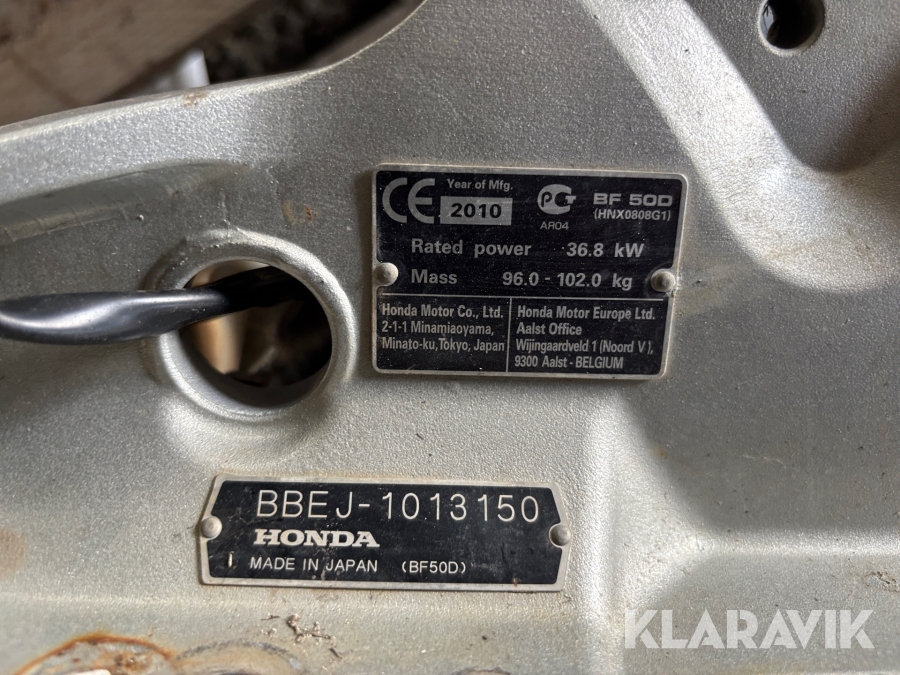 CE
Year of Mfg.
2010
PCT
AR04
BF 50D
(HNX0808G1)
Rated power 36.8 kW
Mass 96.0 - 102.0 kg
Honda Motor Co., Ltd.
2-1-1 Minamiaoyama,
Minato-ku, Tokyo, Japan
Honda Motor Europe Ltd.
Aalst Office
Wijngaardveld 1 (Noord V),
9300 Aalst - BELGIUM
BBEJ-1013150
HONDA
MADE IN JAPAN (BF50D)
KLARAVIK